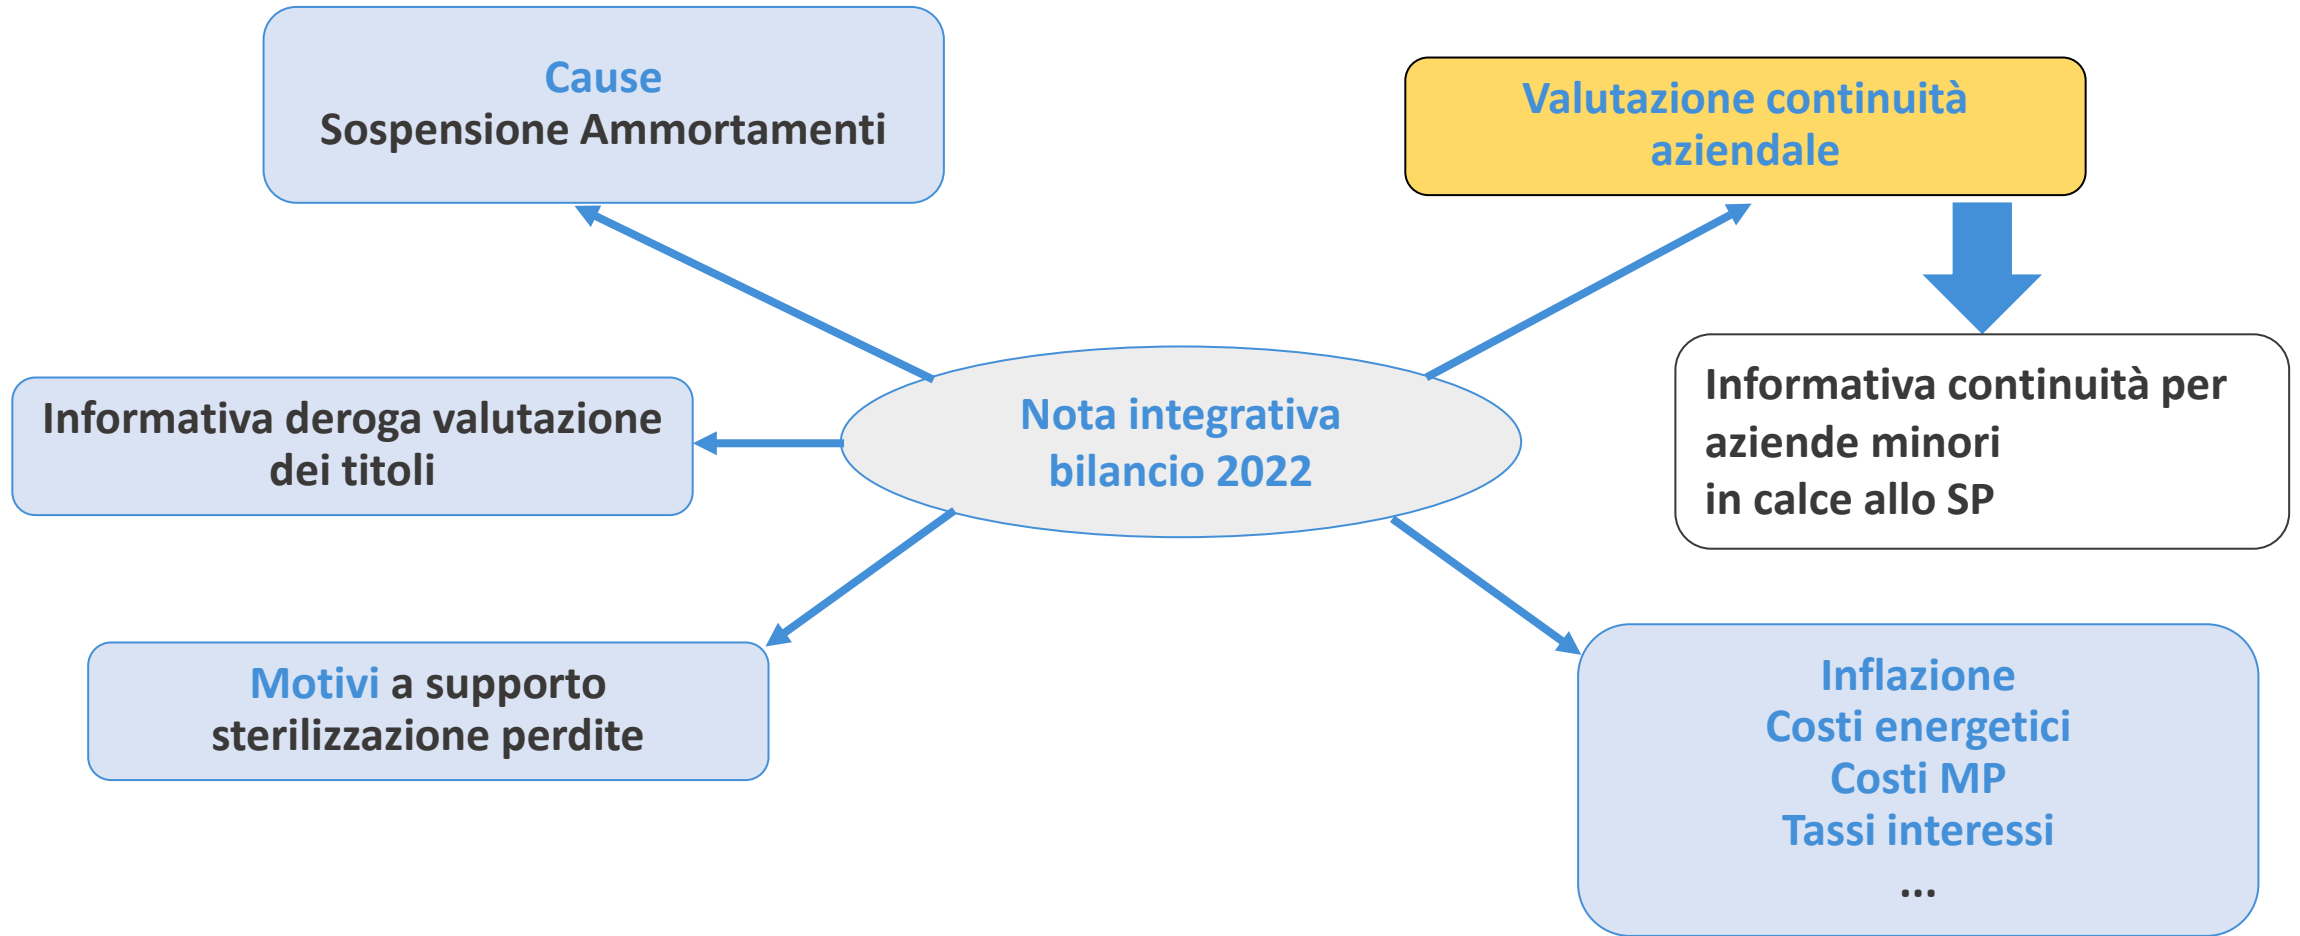 Cause
Sospensione Ammortamenti
Valutazione continuità
aziendale
Informativa deroga valutazione
dei titoli
Nota integrativa
bilancio 2022
Informativa continuità per
aziende minori
in calce allo SP
Motivi a supporto
sterilizzazione perdite
Inflazione
Costi energetici
Costi MP
Tassi interessi
...